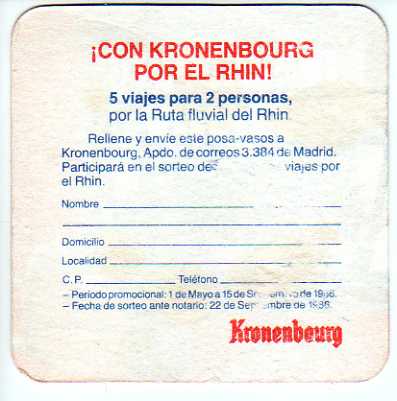 ¡CON KRONENBOURG
POR EL RHIN!
5 viajes para 2 personas,
por la Ruta fluvial del Rhin.
Rellene y envíe este posa-vasos a
Kronenbourg, Apdo. de correos 3.384 de Madrid.
Participará en el sorteo de viajes por
el Rhin.
Nombre
Domicilio
Localidad
C. P. Teléfono
– Periodo promocional: 1 de Mayo a 15 de de 1988.
– Fecha de sorteo ante notario: 22 de Septiembre de 1988.
Kronenbourg